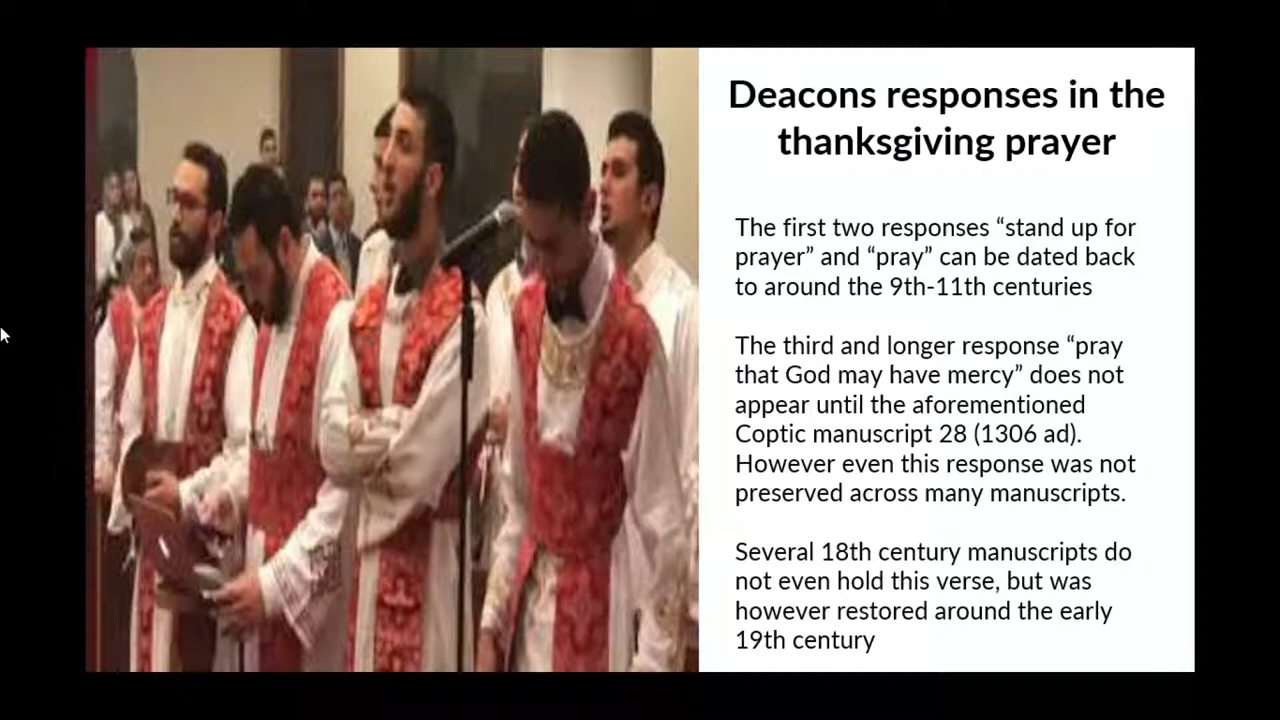 Deacons responses in the
thanksgiving prayer
The first two responses “stand up for
prayer” and “pray” can be dated back
to around the 9th-11th centuries
The third and longer response “pray
that God may have mercy” does not
appear until the aforementioned
Coptic manuscript 28 (1306 ad).
However even this response was not
preserved across many manuscripts.
Several 18th century manuscripts do
not even hold this verse, but was
however restored around the early
19th century